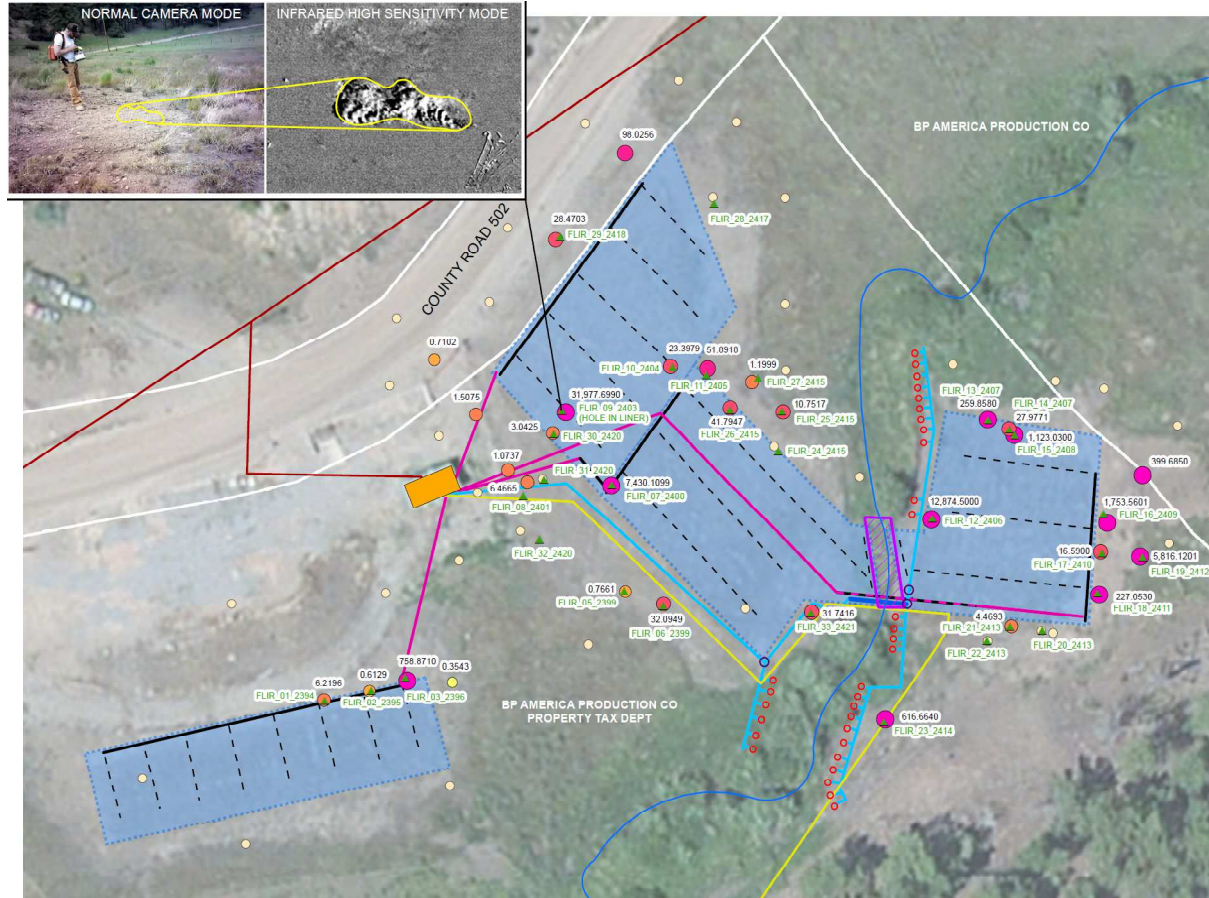 NORMAL CAMERA MODE
INFRARED HIGH SENSITIVITY MODE
BP AMERICA PRODUCTION CO
98.0256
COUNTY ROAD 502
FLIR_28_2417
28.4703
FLIR_29_2418
0.7102
23.3979
51.0910
FLIR_10_2404
FLIR_11_2405
1.1999
FLIR_27_2415
1.5075
31,977.6990
FLIR_09_2403
(HOLE IN LINER)
10.7517
FLIR_25_2415
41.7947
FLIR_26_2415
3.0425
FLIR_30_2420
FLIR_24_2415
FLIR_13_2407
259.8580
FLIR_14_2407
27.9771
1,123.0300
FLIR_15_2408
399.6850
1.0737
FLIR_31_2420
6.4665
FLIR_08_2401
7,430.1099
FLIR_07_2400
12,874.5000
FLIR_12_2406
1,753.5601
FLIR_16_2409
FLIR_32_2420
16.5900
FLIR_17_2410
5,816.1201
FLIR_19_2412
0.7661
FLIR_05_2399
32.0949
FLIR_06_2399
227.0530
FLIR_18_2411
31.7416
FLIR_33_2421
4.4693
FLIR_21_2413
FLIR_20_2413
FLIR_22_2413
758.8710
0.3543
0.6129
6.2196
FLIR_01_2394
FLIR_02_2395
FLIR_03_2396
BP AMERICA PRODUCTION CO
PROPERTY TAX DEPT
616.6640
FLIR_23_2414